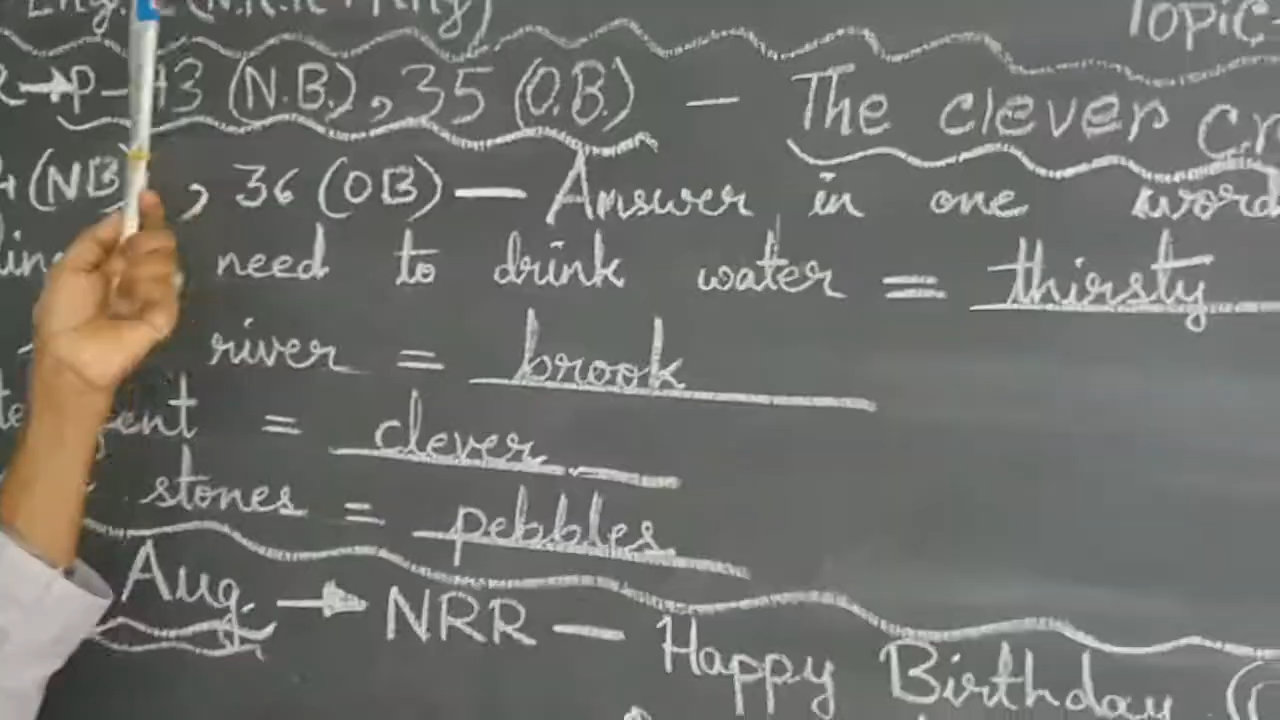 Topic-
P-43 (N.B.), 35 (O.B.) - The clever
(NB), 36 (OB) - Answer in one word
need to drink water = thirsty
river = brook
= clever
stones = pebbles
Aug. → NRR - Happy Birthday